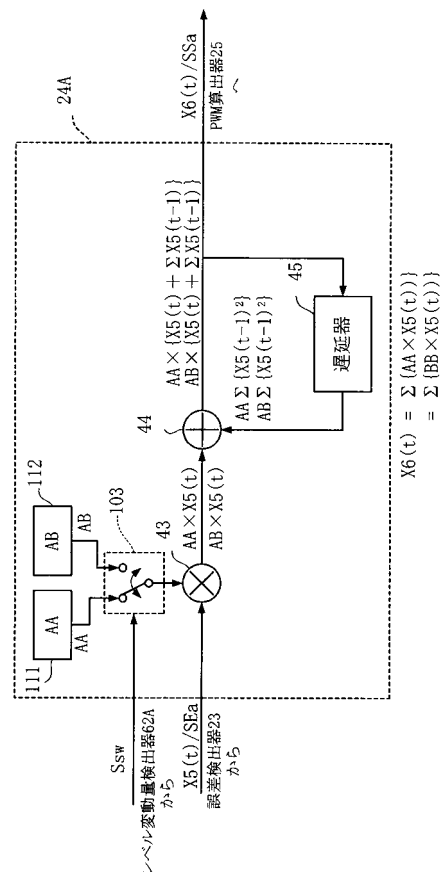 24A
111
AA
AA
112
AB
AB
103
Ssw
レベル変動量検出器62A
から
X5(t)/SEa
誤差検出器23
から
43
AA×X5(t)
AB×X5(t)
44
AA×{X5(t)+ΣX5(t-1)}
AB×{X5(t)+ΣX5(t-1)}
AAΣ{X5(t-1)²}
ABΣ{X5(t-1)²}
45
遅延器
X6(t)/SSa
PWM算出器25
へ
X6(t) = Σ{AA×X5(t))}
= Σ{BB×X5(t))}